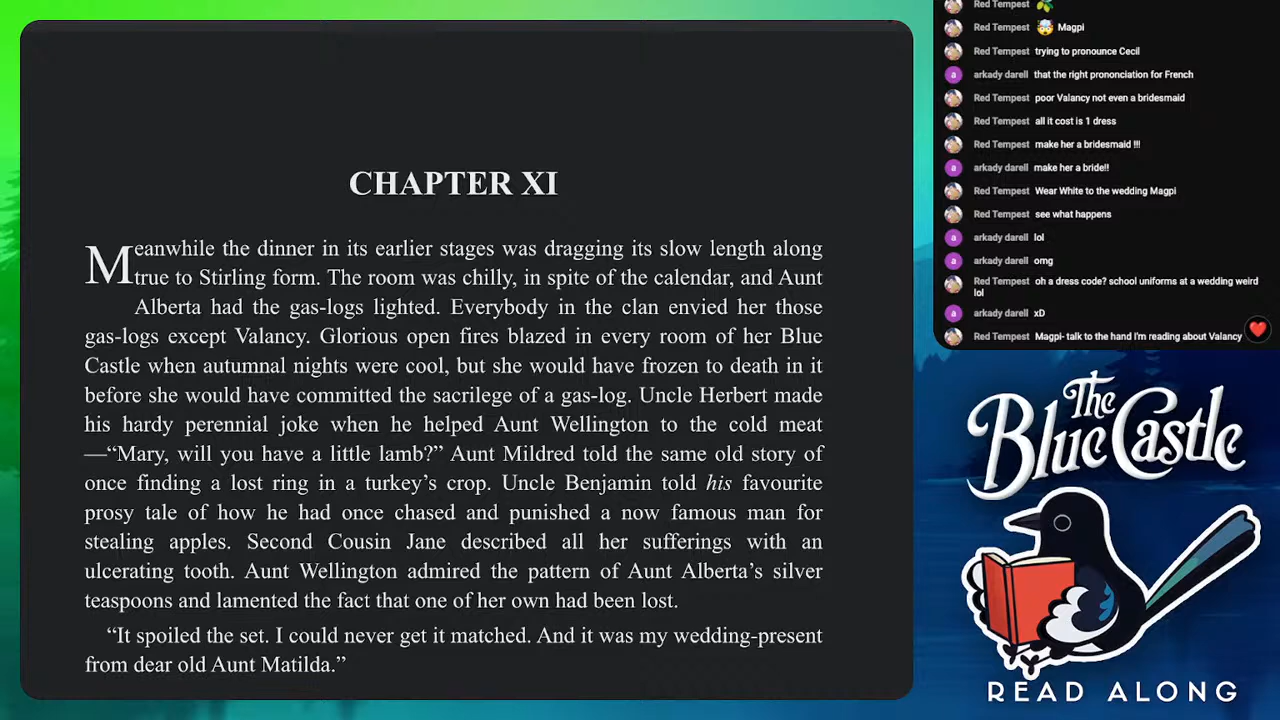 CHAPTER XI
Meanwhile the dinner in its earlier stages was dragging its slow length along
true to Stirling form. The room was chilly, in spite of the calendar, and Aunt
Alberta had the gas-logs lighted. Everybody in the clan envied her those
gas-logs except Valancy. Glorious open fires blazed in every room of her Blue
Castle when autumnal nights were cool, but she would have frozen to death in it
before she would have committed the sacrilege of a gas-log. Uncle Herbert made
his hardy perennial joke when he helped Aunt Wellington to the cold meat
—“Mary, will you have a little lamb?” Aunt Mildred told the same old story of
once finding a lost ring in a turkey’s crop. Uncle Benjamin told his favourite
prosy tale of how he had once chased and punished a now famous man for
stealing apples. Second Cousin Jane described all her sufferings with an
ulcerating tooth. Aunt Wellington admired the pattern of Aunt Alberta’s silver
teaspoons and lamented the fact that one of her own had been lost.
“It spoiled the set. I could never get it matched. And it was my wedding-present
from dear old Aunt Matilda.”
Red Tempest
Red Tempest Magpi
Red Tempest trying to pronounce Cecil
a arkady darell that the right prononciation for French
Red Tempest poor Valancy not even a bridesmaid
Red Tempest all it cost is 1 dress
Red Tempest make her a bridesmaid !!!
a arkady darell make her a bride!!
Red Tempest Wear White to the wedding Magpi
Red Tempest see what happens
a arkady darell lol
a arkady darell omg
Red Tempest oh a dress code? school uniforms at a wedding weird
lol
a arkady darell xD
Red Tempest Magpi- talk to the hand I'm reading about Valancy
The
Blue Castle
READ ALONG